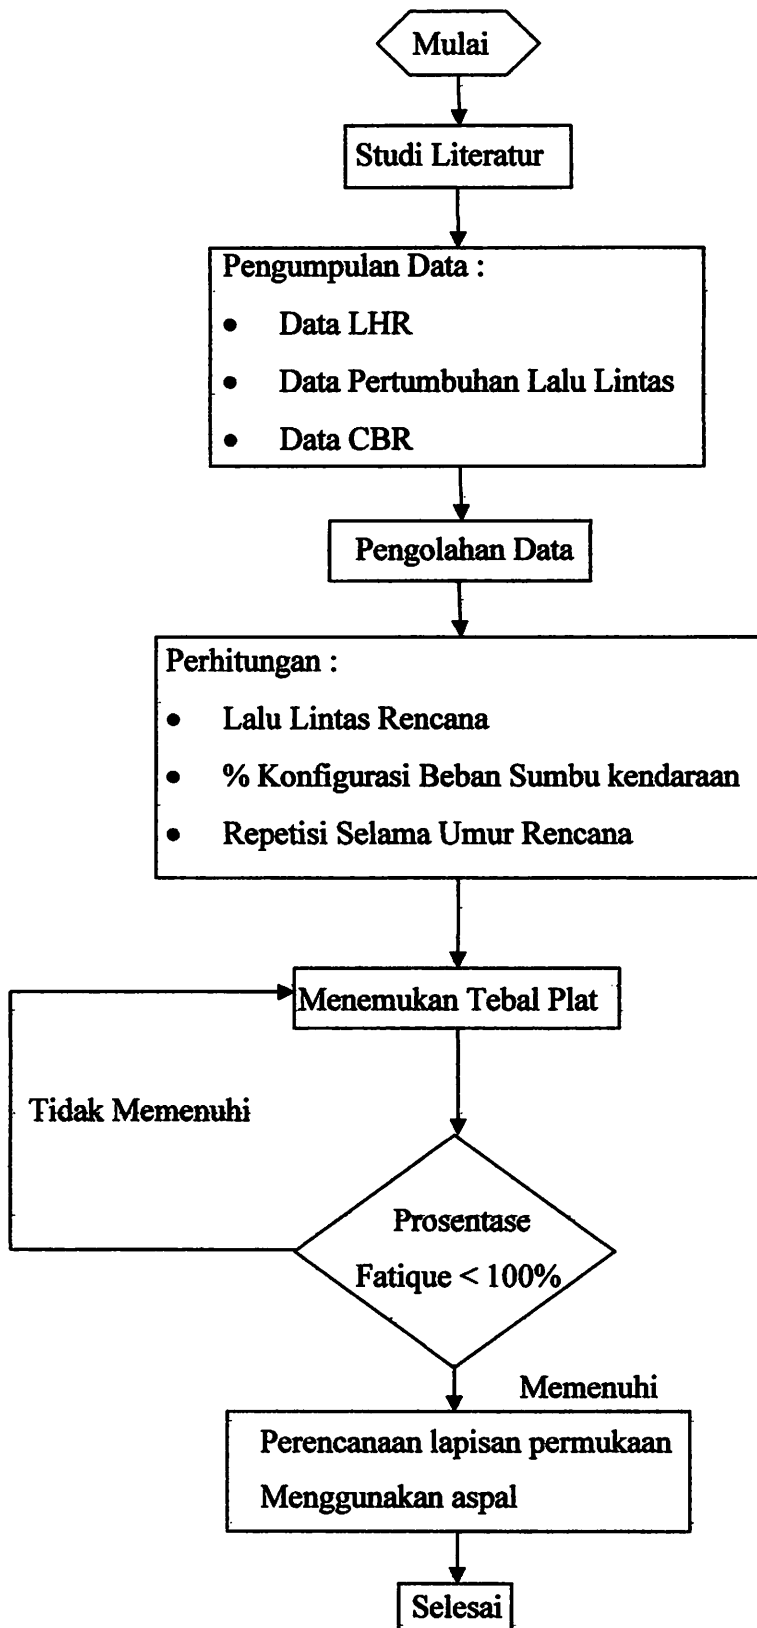 Mulai
Studi Literatur
Pengumpulan Data :
• Data LHR
• Data Pertumbuhan Lalu Lintas
• Data CBR
Pengolahan Data
Perhitungan :
• Lalu Lintas Rencana
• % Konfigurasi Beban Sumbu kendaraan
• Repetisi Selama Umur Rencana
Menemukan Tebal Plat
Tidak Memenuhi
Prosentase
Fatique < 100%
Memenuhi
Perencanaan lapisan permukaan
Menggunakan aspal
Selesai